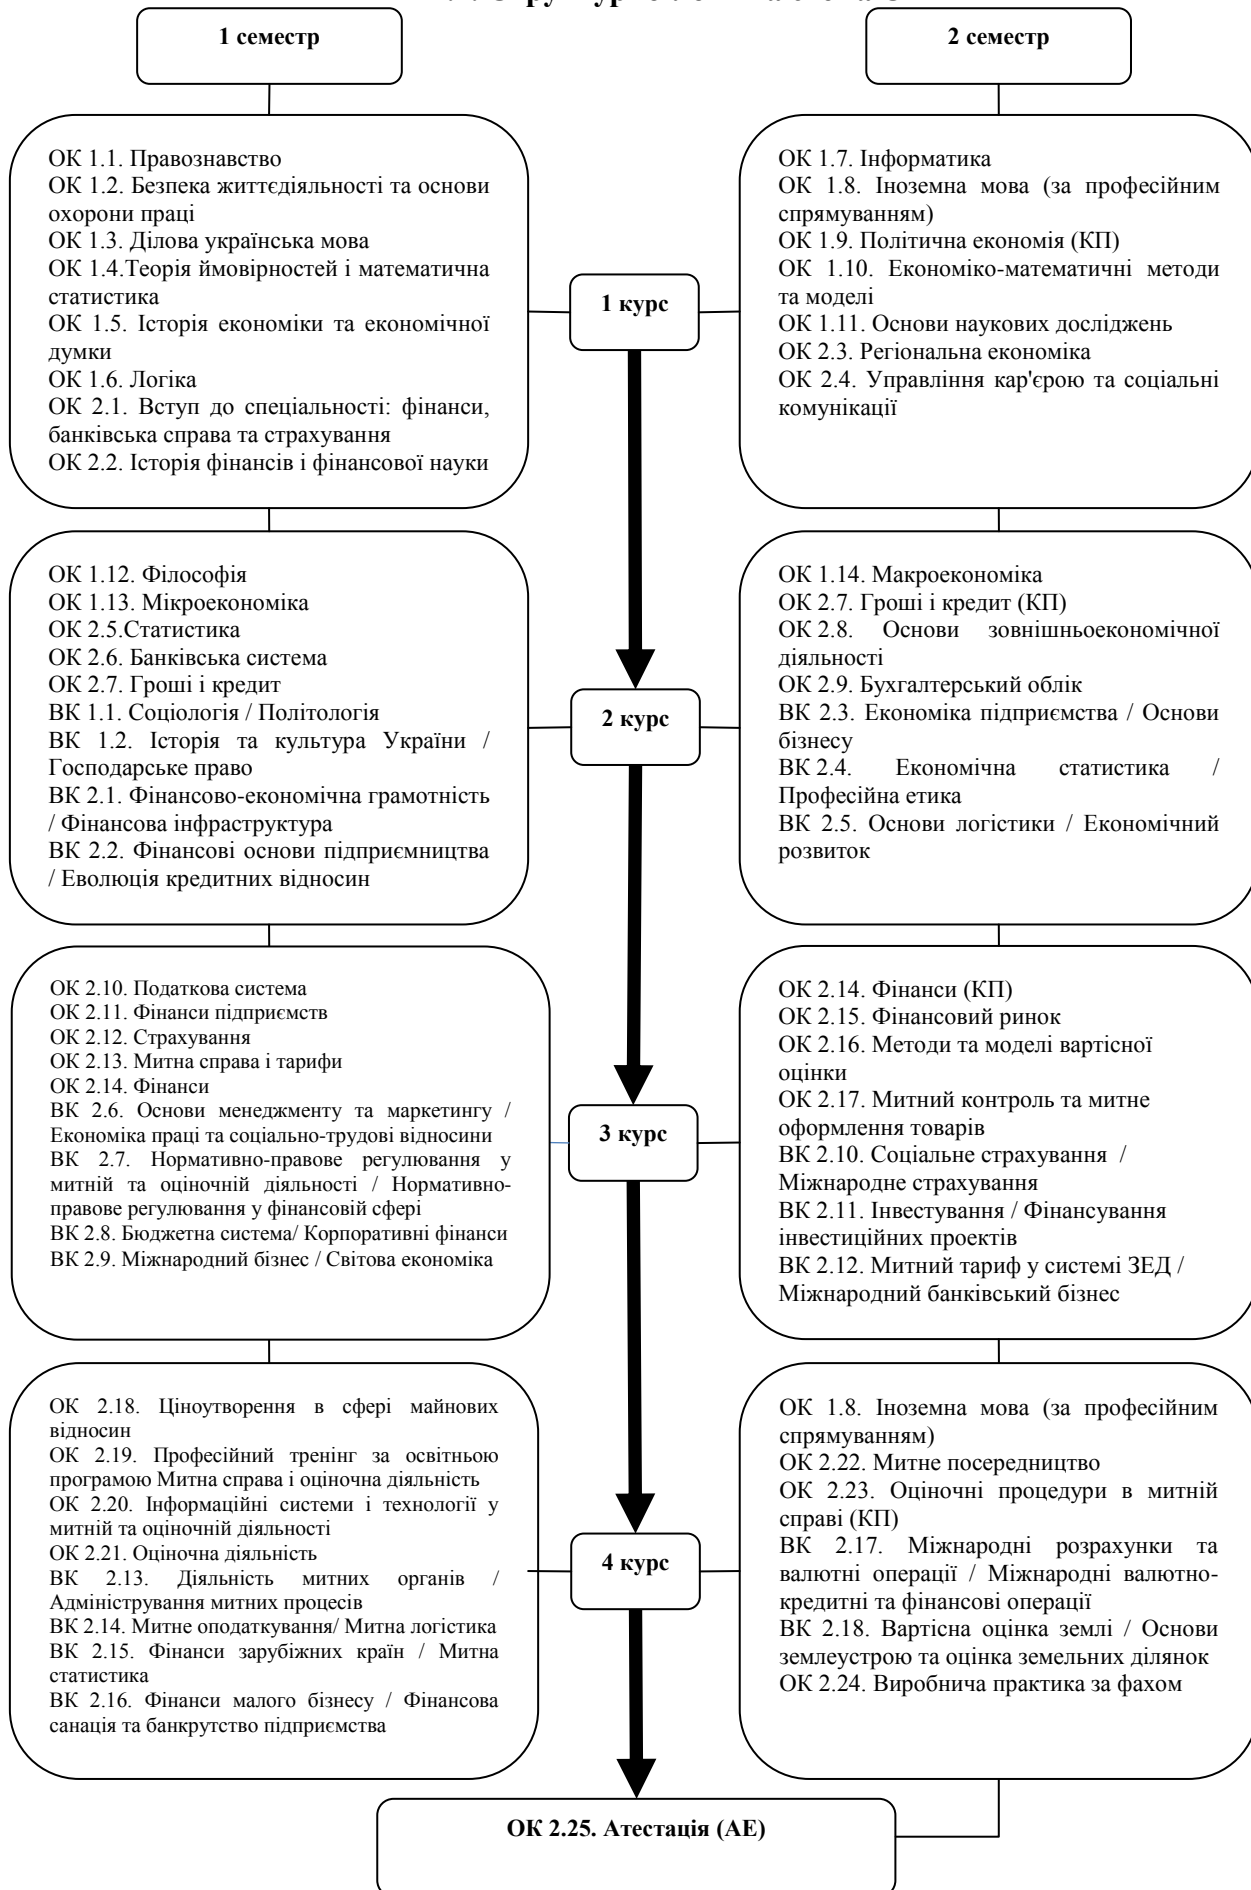 1 семестр
2 семестр
ОК 1.1. Правознавство
ОК 1.2. Безпека життєдіяльності та основи
охорони праці
ОК 1.3. Ділова українська мова
ОК 1.4.Теорія ймовірностей і математична
статистика
ОК 1.5. Історія економіки та економічної
думки
ОК 1.6. Логіка
ОК 2.1. Вступ до спеціальності: фінанси,
банківська справа та страхування
ОК 2.2. Історія фінансів і фінансової науки
1 курс
ОК 1.7. Інформатика
ОК 1.8. Іноземна мова (за професійним
спрямуванням)
ОК 1.9. Політична економія (КП)
ОК 1.10. Економіко-математичні методи
та моделі
ОК 1.11. Основи наукових досліджень
ОК 2.3. Регіональна економіка
ОК 2.4. Управління кар'єрою та соціальні
комунікації
ОК 1.12. Філософія
ОК 1.13. Мікроекономіка
ОК 2.5.Статистика
ОК 2.6. Банківська система
ОК 2.7. Гроші і кредит
ВК 1.1. Соціологія / Політологія
ВК 1.2. Історія та культура України /
Господарське право
ВК 2.1. Фінансово-економічна грамотність
/ Фінансова інфраструктура
ВК 2.2. Фінансові основи підприємництва
/ Еволюція кредитних відносин
2 курс
ОК 1.14. Макроекономіка
ОК 2.7. Гроші і кредит (КП)
ОК 2.8. Основи зовнішньоекономічної
діяльності
ОК 2.9. Бухгалтерський облік
ВК 2.3. Економіка підприємства / Основи
бізнесу
ВК 2.4. Економічна статистика /
Професійна етика
ВК 2.5. Основи логістики / Економічний
розвиток
ОК 2.10. Податкова система
ОК 2.11. Фінанси підприємств
ОК 2.12. Страхування
ОК 2.13. Митна справа і тарифи
ОК 2.14. Фінанси
ВК 2.6. Основи менеджменту та маркетингу /
Економіка праці та соціально-трудові відносини
ВК 2.7. Нормативно-правове регулювання у
митній та оціночній діяльності / Нормативно-
правове регулювання у фінансовій сфері
ВК 2.8. Бюджетна система/ Корпоративні фінанси
ВК 2.9. Міжнародний бізнес / Світова економіка
3 курс
ОК 2.14. Фінанси (КП)
ОК 2.15. Фінансовий ринок
ОК 2.16. Методи та моделі вартісної
оцінки
ОК 2.17. Митний контроль та митне
оформлення товарів
ВК 2.10. Соціальне страхування /
Міжнародне страхування
ВК 2.11. Інвестування / Фінансування
інвестиційних проектів
ВК 2.12. Митний тариф у системі ЗЕД /
Міжнародний банківський бізнес
ОК 2.18. Ціноутворення в сфері майнових
відносин
ОК 2.19. Професійний тренінг за освітньою
програмою Митна справа і оціночна діяльність
ОК 2.20. Інформаційні системи і технології у
митній та оціночній діяльності
ОК 2.21. Оціночна діяльність
ВК 2.13. Діяльність митних органів /
Адміністрування митних процесів
ВК 2.14. Митне оподаткування/ Митна логістика
ВК 2.15. Фінанси зарубіжних країн / Митна
статистика
ВК 2.16. Фінанси малого бізнесу / Фінансова
санація та банкрутство підприємства
4 курс
ОК 1.8. Іноземна мова (за професійним
спрямуванням)
ОК 2.22. Митне посередництво
ОК 2.23. Оціночні процедури в митній
справі (КП)
ВК 2.17. Міжнародні розрахунки та
валютні операції / Міжнародні валютно-
кредитні та фінансові операції
ВК 2.18. Вартісна оцінка землі / Основи
землеустрою та оцінка земельних ділянок
ОК 2.24. Виробнича практика за фахом
ОК 2.25. Атестація (АЕ)